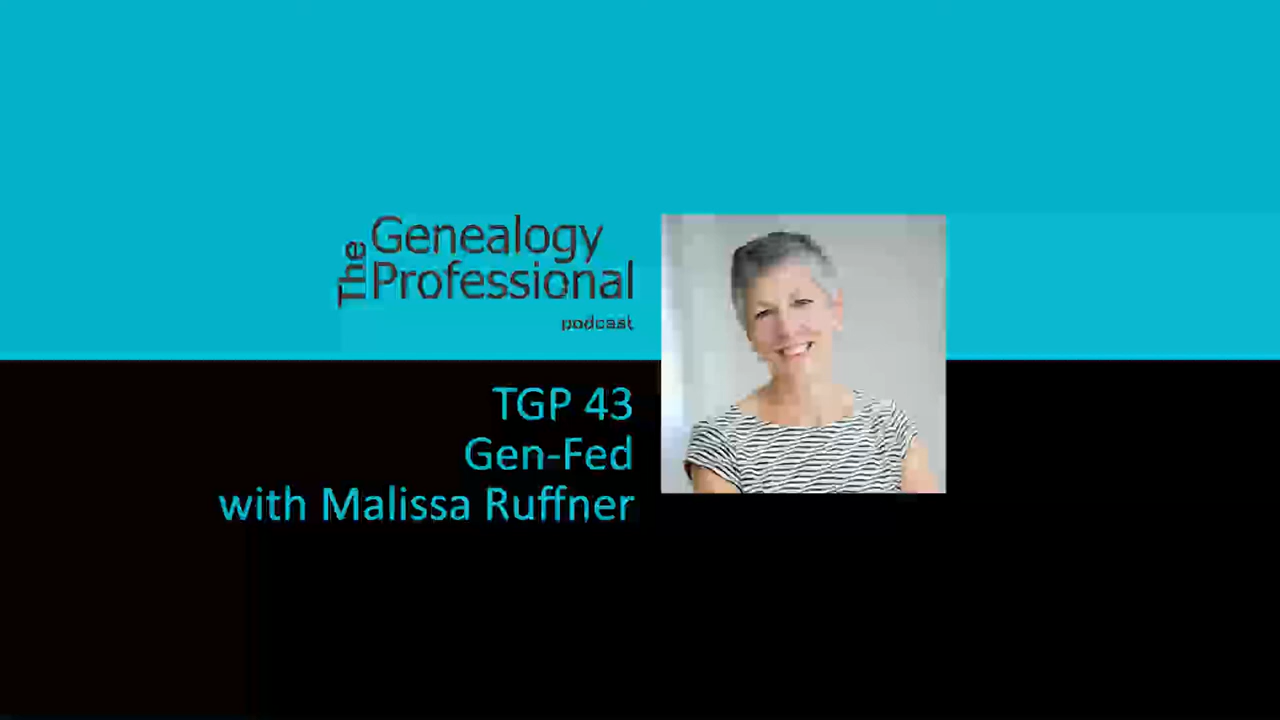 The
Genealogy
Professional
podcast
TGP 43
Gen-Fed
with Malissa Ruffner